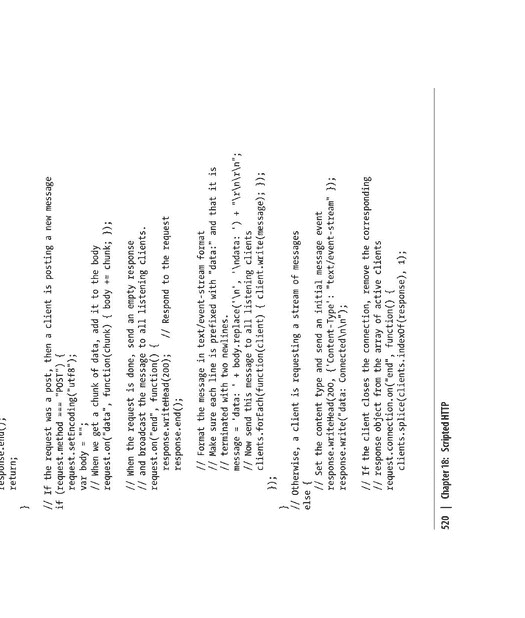 response.end();
return;
}
// If the request was a post, then a client is posting a new message
if (request.method === "POST") {
request.setEncoding("utf8");
var body = "";
// When we get a chunk of data, add it to the body
request.on("data", function(chunk) { body += chunk; });
// When the request is done, send an empty response
// and broadcast the message to all listening clients.
request.on("end", function() {
response.writeHead(200);   // Respond to the request
response.end();
// Format the message in text/event-stream format
// Make sure each line is prefixed with "data:" and that it is
// terminated with two newlines.
message = 'data: ' + body.replace('\n', '\ndata: ') + "\r\n\r\n";
// Now send this message to all listening clients
clients.forEach(function(client) { client.write(message); });
});
}
// Otherwise, a client is requesting a stream of messages
else {
// Set the content type and send an initial message event
response.writeHead(200, {'Content-Type': "text/event-stream" });
response.write("data: Connected\n\n");
// If the client closes the connection, remove the corresponding
// response object from the array of active clients
request.connection.on("end", function() {
clients.splice(clients.indexOf(response), 1);
520 | Chapter 18: Scripted HTTP